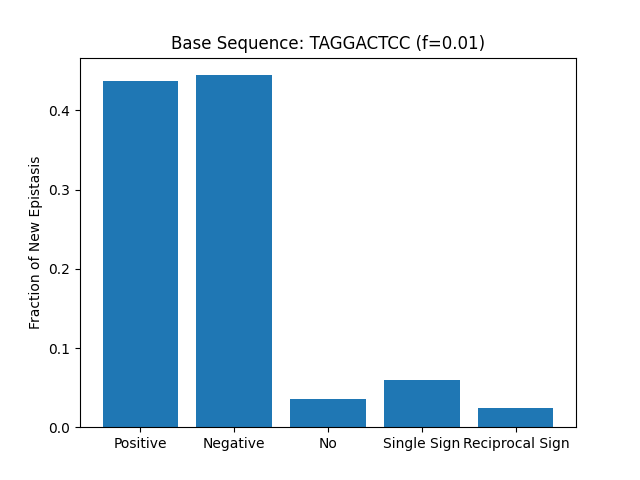 Base Sequence: TAGGACTCC (f=0.01)
Fraction of New Epistasis
0.4
0.3
0.2
0.1
0.0
Positive Negative No Single Sign Reciprocal Sign